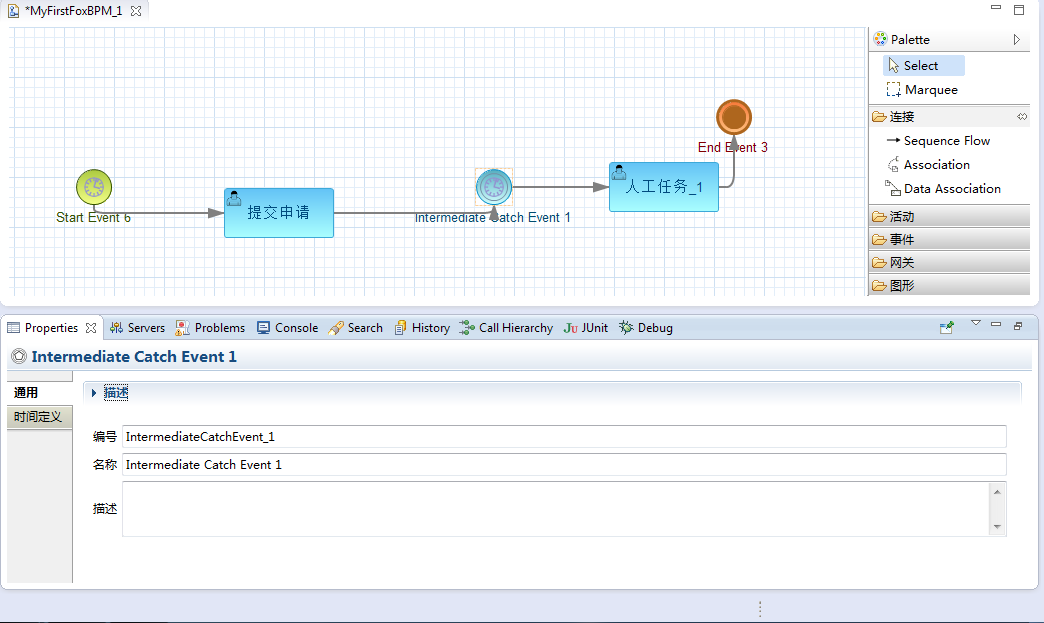 *MyFirstFoxBPM_1
Palette
Select
Marquee
连接
Sequence Flow
Association
Data Association
活动
事件
网关
图形
End Event 3
Start Event 6
提交申请
Intermediate Catch Event 1
人工任务_1
Properties
Servers
Problems
Console
Search
History
Call Hierarchy
Ju JUnit
Debug
Intermediate Catch Event 1
通用
时间定义
描述
编号 IntermediateCatchEvent_1
名称 Intermediate Catch Event 1
描述